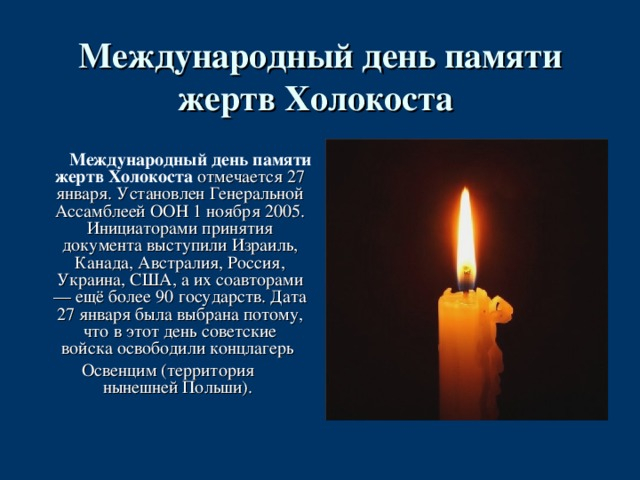 Международный день памяти
жертв Холокоста
Международный день памяти
жертв Холокоста отмечается 27
января. Установлен Генеральной
Ассамблеей ООН 1 ноября 2005.
Инициаторами принятия
документа выступили Израиль,
Канада, Австралия, Россия,
Украина, США, а их соавторами
— ещё более 90 государств. Дата
27 января была выбрана потому,
что в этот день советские
войска освободили концлагерь
Освенцим (территория
нынешней Польши).